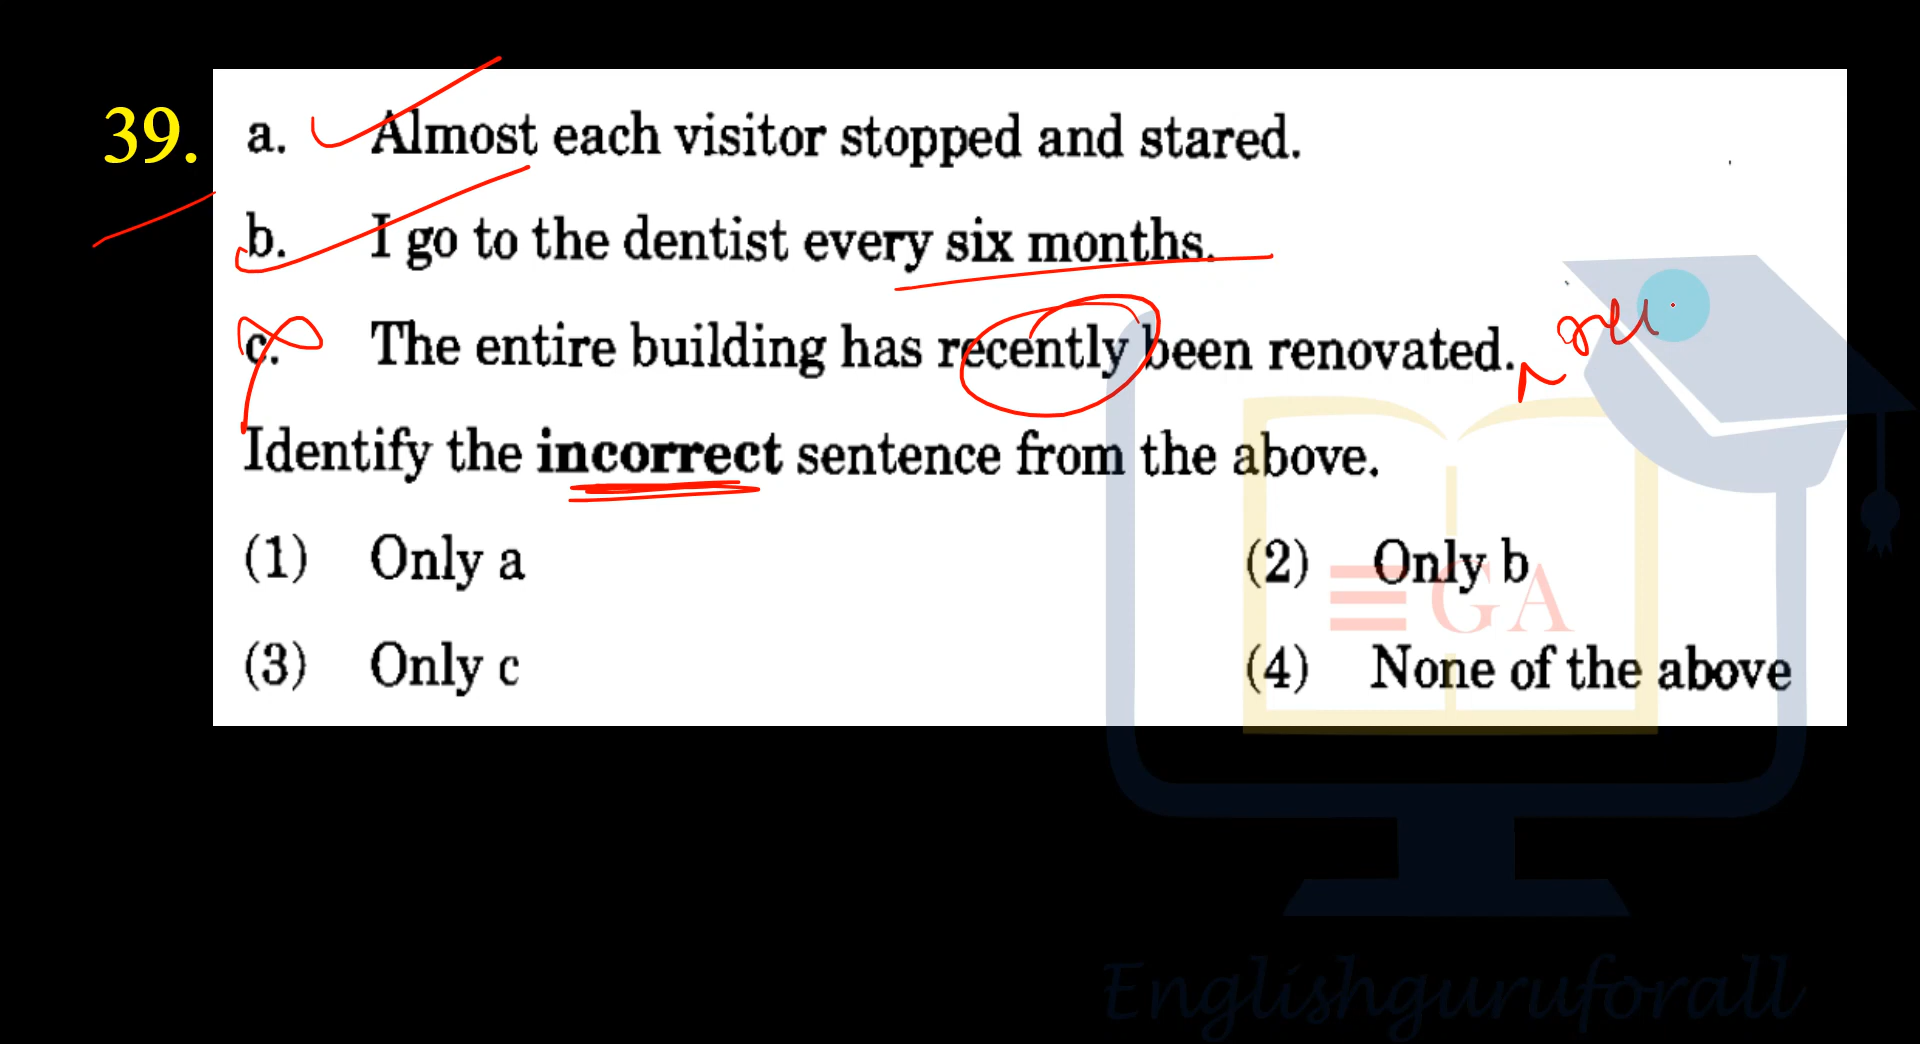 39. a. Almost each visitor stopped and stared.
b. I go to the dentist every six months.
c. The entire building has recently been renovated.
Identify the incorrect sentence from the above.
(1) Only a (2) Only b
(3) Only c (4) None of the above
≡GA
Englishguruforall